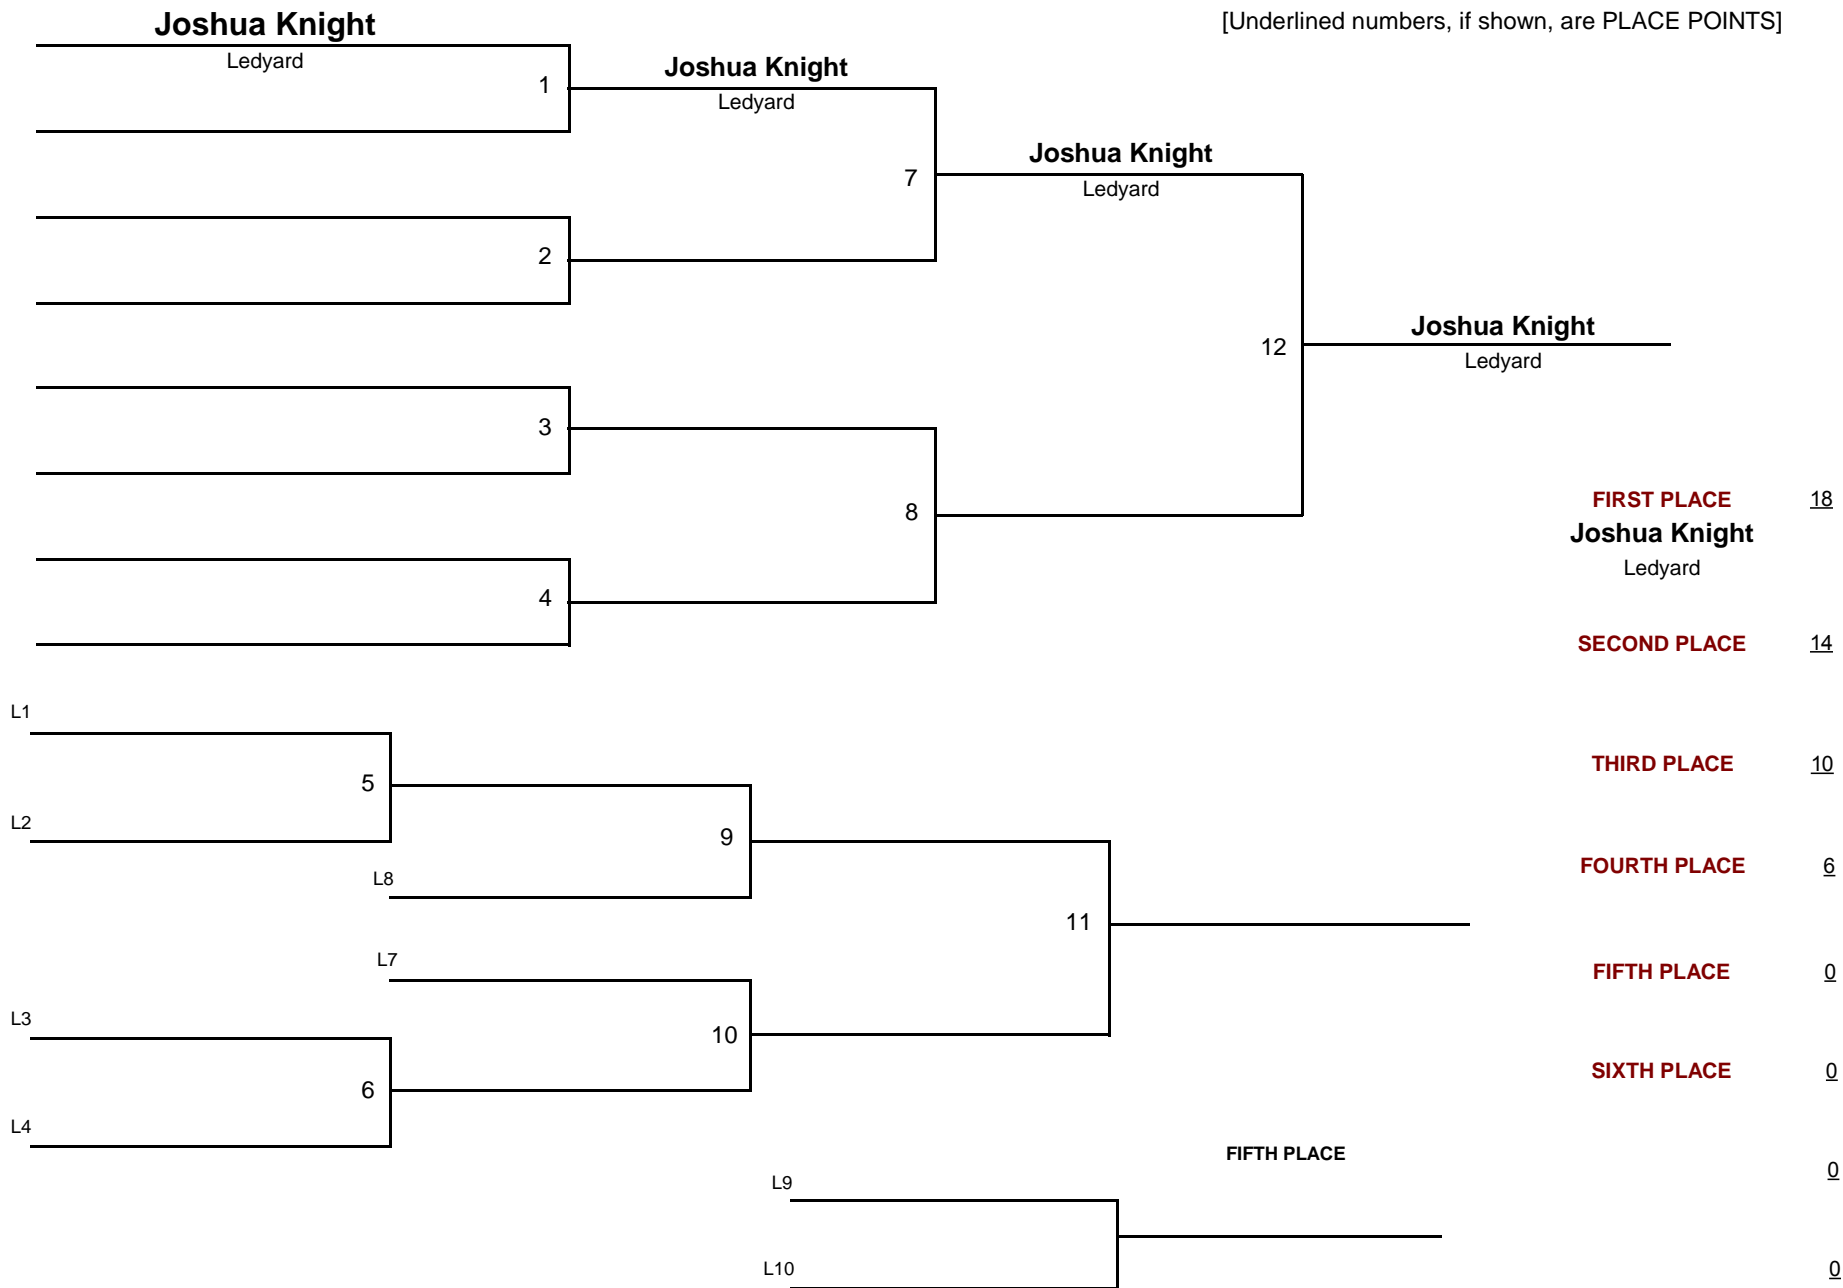 Joshua Knight
[Underlined numbers, if shown, are PLACE POINTS]
Ledyard
1
Joshua Knight
Ledyard
Joshua Knight
7
Ledyard
2
Joshua Knight
12
Ledyard
3
8
FIRST PLACE 18
Joshua Knight
Ledyard
4
SECOND PLACE 14
L1
THIRD PLACE 10
5
L2
9
FOURTH PLACE 6
L8
11
L7
FIFTH PLACE 0
L3
10
SIXTH PLACE 0
6
L4
FIFTH PLACE
0
L9
L10
0